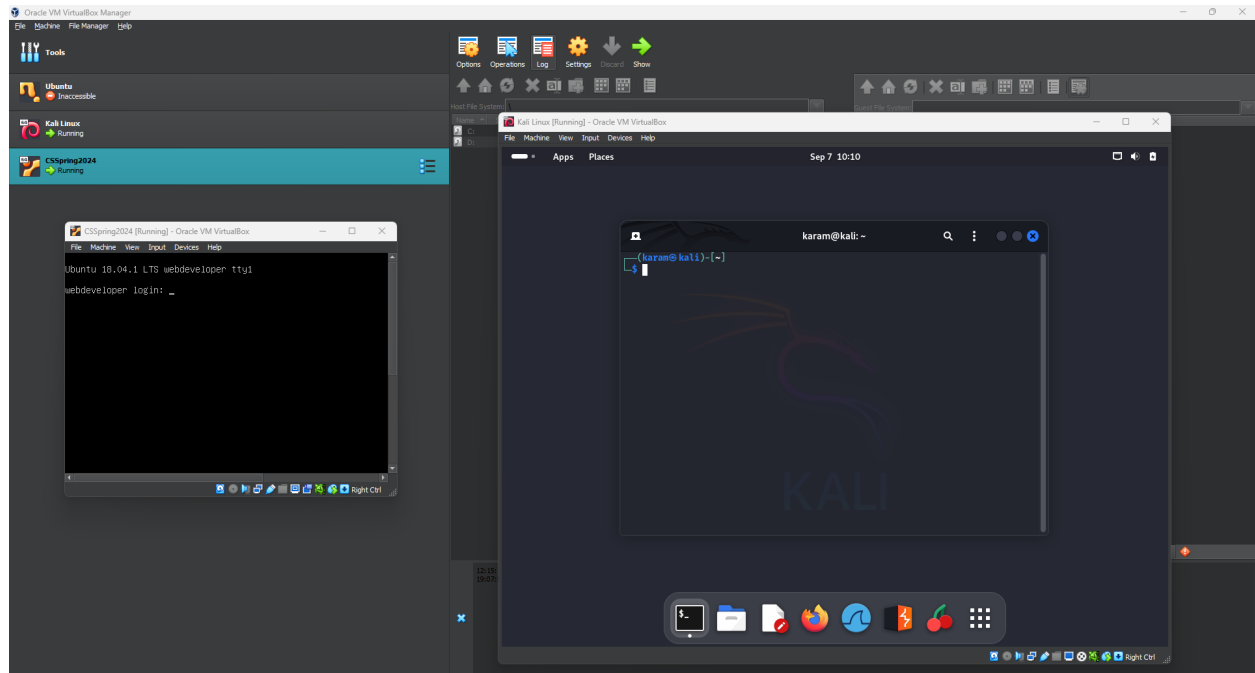 Oracle VM VirtualBox Manager
File Machine File Manager Help
Tools
Ubuntu
Inaccessible
Kali Linux
Running
CSSpring2024
Running
Options Operations Log Settings Discard Show
Host File System: \
Guest File System:
Name
C:
D:
CSSpring2024 [Running] - Oracle VM VirtualBox
File Machine View Input Devices Help
Ubuntu 18.04.1 LTS webdeveloper tty1
webdeveloper login: _
Right Ctrl
Kali Linux [Running] - Oracle VM VirtualBox
File Machine View Input Devices Help
Apps Places Sep 7 10:10
karam@kali: ~
(karam㉿kali)-[~]
$
KALI
Right Ctrl